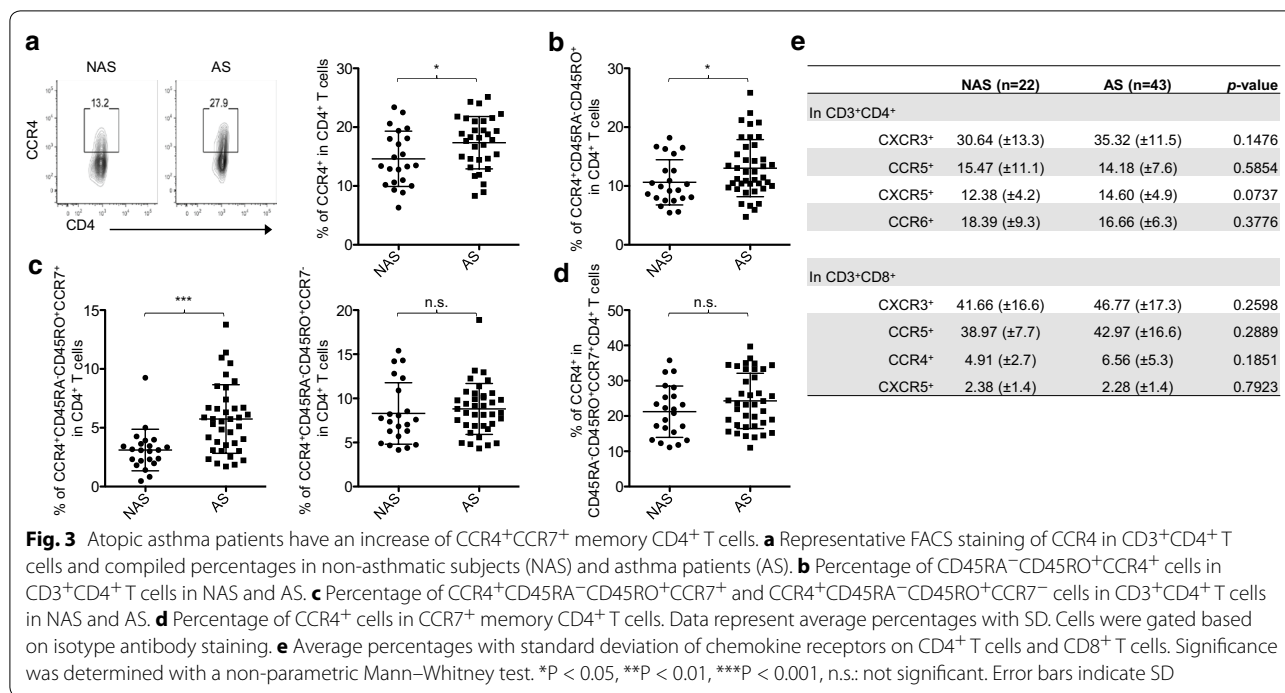 a
NAS
AS
13.2
27.9
10⁵
10⁴
10³
10²
0
CCR4
CD4
0 10² 10³ 10⁴ 10⁵
0 10² 10³ 10⁴ 10⁵
% of CCR4⁺ in CD4⁺ T cells
30
20
10
0
*
NAS
AS
b
% of CCR4⁺CD45RA⁻CD45RO⁺
in CD4⁺ T cells
30
20
10
0
*
NAS
AS
c
% of CCR4⁺CD45RA⁻CD45RO⁺CCR7⁺
in CD4⁺ T cells
15
10
5
0
***
NAS
AS
% of CCR4⁺CD45RA⁻CD45RO⁺CCR7⁻
in CD4⁺ T cells
20
15
10
5
0
n.s.
NAS
AS
d
% of CCR4⁺ in
CD45RA⁻CD45RO⁺CCR7⁺CD4⁺ T cells
50
40
30
20
10
0
n.s.
NAS
AS
e
NAS (n=22) AS (n=43) p-value
In CD3⁺CD4⁺
CXCR3⁺ 30.64 (±13.3) 35.32 (±11.5) 0.1476
CCR5⁺ 15.47 (±11.1) 14.18 (±7.6) 0.5854
CXCR5⁺ 12.38 (±4.2) 14.60 (±4.9) 0.0737
CCR6⁺ 18.39 (±9.3) 16.66 (±6.3) 0.3776
In CD3⁺CD8⁺
CXCR3⁺ 41.66 (±16.6) 46.77 (±17.3) 0.2598
CCR5⁺ 38.97 (±7.7) 42.97 (±16.6) 0.2889
CCR4⁺ 4.91 (±2.7) 6.56 (±5.3) 0.1851
CXCR5⁺ 2.38 (±1.4) 2.28 (±1.4) 0.7923
Fig. 3 Atopic asthma patients have an increase of CCR4⁺CCR7⁺ memory CD4⁺ T cells. a Representative FACS staining of CCR4 in CD3⁺CD4⁺ T
cells and compiled percentages in non-asthmatic subjects (NAS) and asthma patients (AS). b Percentage of CD45RA⁻CD45RO⁺CCR4⁺ cells in
CD3⁺CD4⁺ T cells in NAS and AS. c Percentage of CCR4⁺CD45RA⁻CD45RO⁺CCR7⁺ and CCR4⁺CD45RA⁻CD45RO⁺CCR7⁻ cells in CD3⁺CD4⁺ T cells
in NAS and AS. d Percentage of CCR4⁺ cells in CCR7⁺ memory CD4⁺ T cells. Data represent average percentages with SD. Cells were gated based
on isotype antibody staining. e Average percentages with standard deviation of chemokine receptors on CD4⁺ T cells and CD8⁺ T cells. Significance
was determined with a non-parametric Mann–Whitney test. *P < 0.05, **P < 0.01, ***P < 0.001, n.s.: not significant. Error bars indicate SD